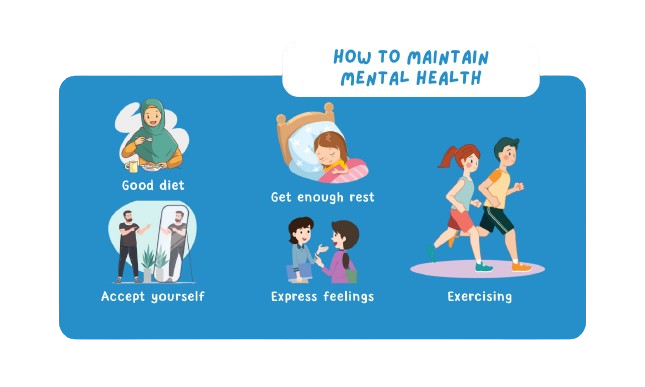 HOW TO MAINTAIN
MENTAL HEALTH
Good diet
Get enough rest
Accept yourself
Express feelings
Exercising